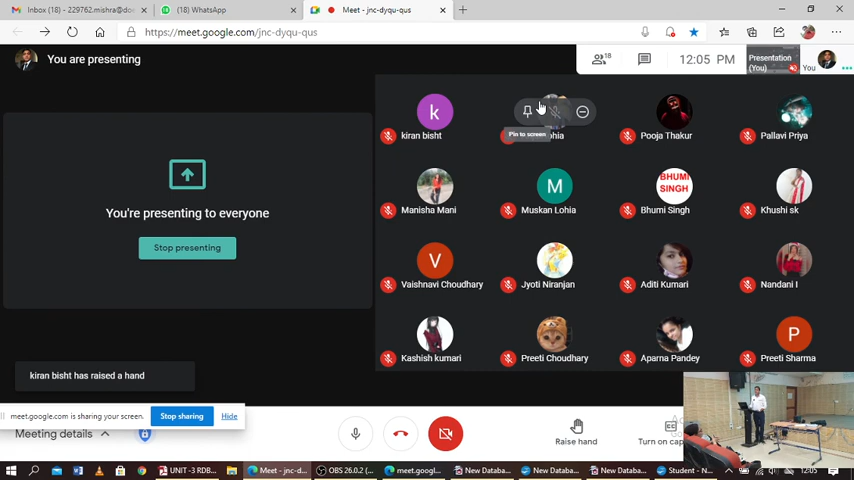 Inbox (18) - 229762.mishra@do
(18) WhatsApp
Meet - jnc-dyqu-qus
https://meet.google.com/jnc-dyqu-qus
You are presenting
18
12:05 PM
Presentation
(You)
You
kiran bisht
Pin to screen
Pooja Thakur
Pallavi Priya
Manisha Mani
M
Muskan Lohia
BHUMI
SINGH
Bhumi Singh
Khushi sk
You're presenting to everyone
Stop presenting
V
Vaishnavi Choudhary
Jyoti Niranjan
Aditi Kumari
Nandani I
Kashish kumari
Preeti Choudhary
Aparna Pandey
P
Preeti Sharma
k
kiran bisht has raised a hand
meet.google.com is sharing your screen.
Stop sharing
Hide
Meeting details
Raise hand
Turn on cap
UNIT -3 RDB...
Meet - jnc-d...
OBS 26.0.2 (...
meet.googl...
New Databa...
New Databa...
New Databa...
Student - N...
12:05